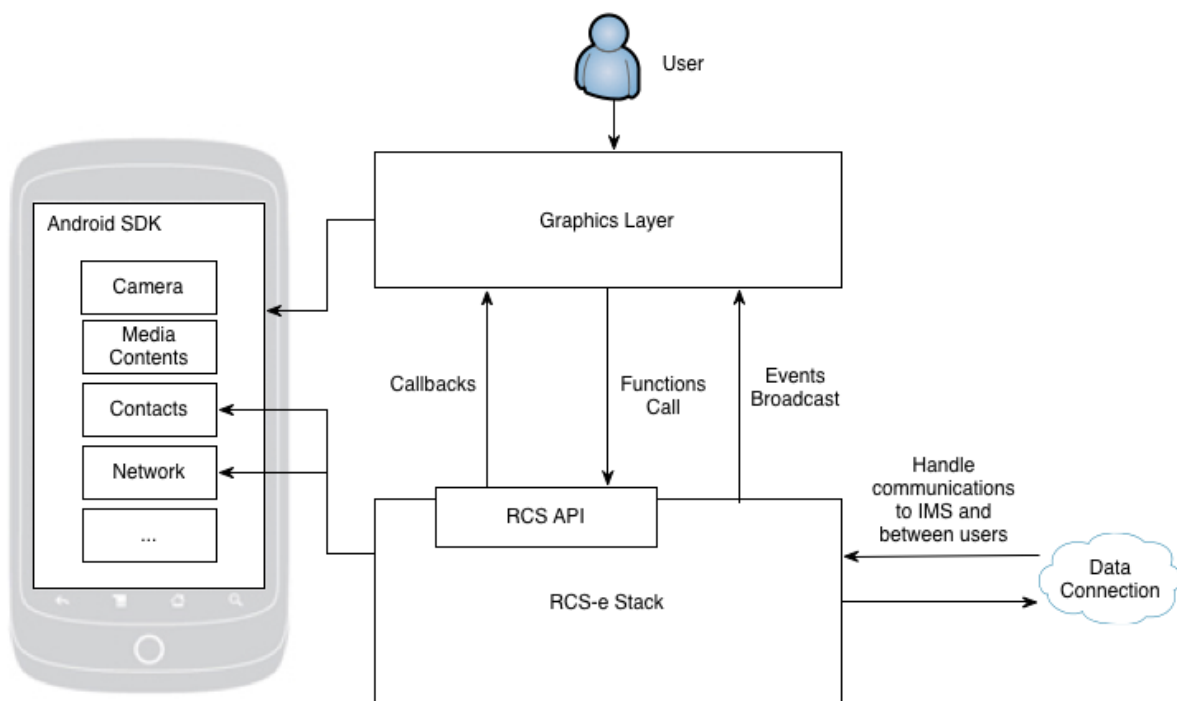 User
Graphics Layer
Android SDK
Camera
Media
Contents
Contacts
Network
...
Callbacks
Functions
Call
Events
Broadcast
RCS API
RCS-e Stack
Handle
communications
to IMS and
between users
Data
Connection